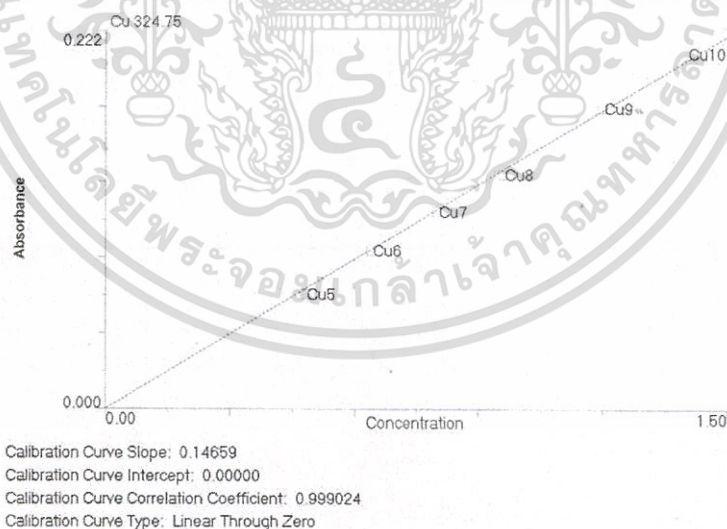 Cu 324.75
0.222
Cu10
Cu9
Cu8
Cu7
Cu6
Cu5
Absorbance
0.000
0.00
Concentration
1.50
Calibration Curve Slope: 0.14659
Calibration Curve Intercept: 0.00000
Calibration Curve Correlation Coefficient: 0.999024
Calibration Curve Type: Linear Through Zero